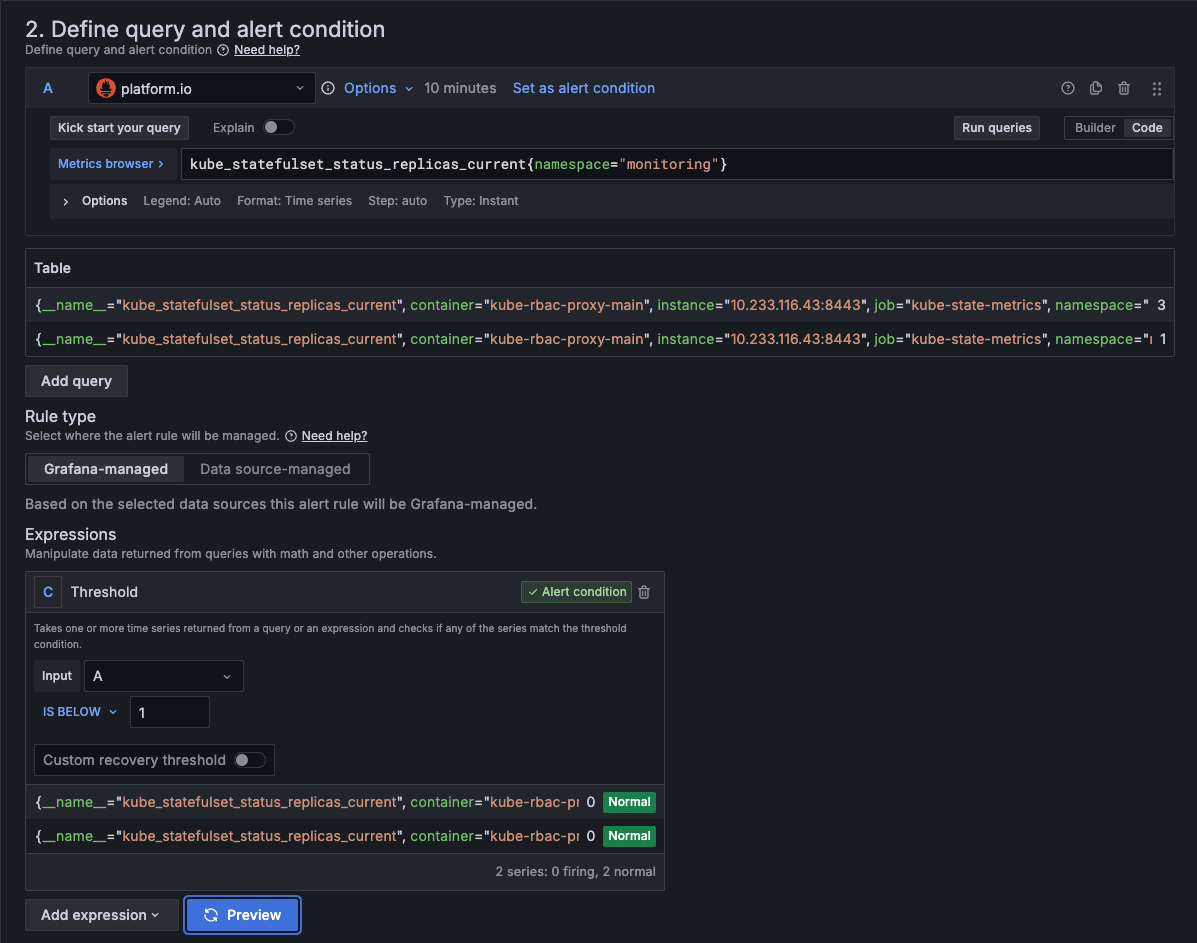 2. Define query and alert condition
Define query and alert condition Need help?
A platform.io Options 10 minutes Set as alert condition
Kick start your query Explain Run queries Builder Code
Metrics browser > kube_statefulset_status_replicas_current{namespace="monitoring"}
> Options Legend: Auto Format: Time series Step: auto Type: Instant
Table
{__name__="kube_statefulset_status_replicas_current", container="kube-rbac-proxy-main", instance="10.233.116.43:8443", job="kube-state-metrics", namespace=" 3
{__name__="kube_statefulset_status_replicas_current", container="kube-rbac-proxy-main", instance="10.233.116.43:8443", job="kube-state-metrics", namespace=" 1
Add query
Rule type
Select where the alert rule will be managed. Need help?
Grafana-managed Data source-managed
Based on the selected data sources this alert rule will be Grafana-managed.
Expressions
Manipulate data returned from queries with math and other operations.
C Threshold Alert condition
Takes one or more time series returned from a query or an expression and checks if any of the series match the threshold
condition.
Input A
IS BELOW 1
Custom recovery threshold
{__name__="kube_statefulset_status_replicas_current", container="kube-rbac-pr 0 Normal
{__name__="kube_statefulset_status_replicas_current", container="kube-rbac-pr 0 Normal
2 series: 0 firing, 2 normal
Add expression Preview